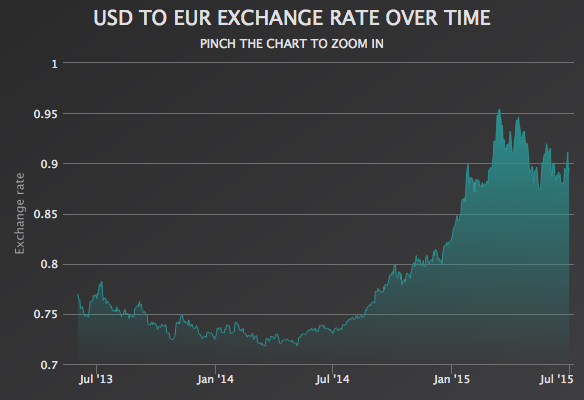 USD TO EUR EXCHANGE RATE OVER TIME
PINCH THE CHART TO ZOOM IN
Exchange rate
1
0.95
0.9
0.85
0.8
0.75
0.7
Jul '13 Jan '14 Jul '14 Jan '15 Jul '15